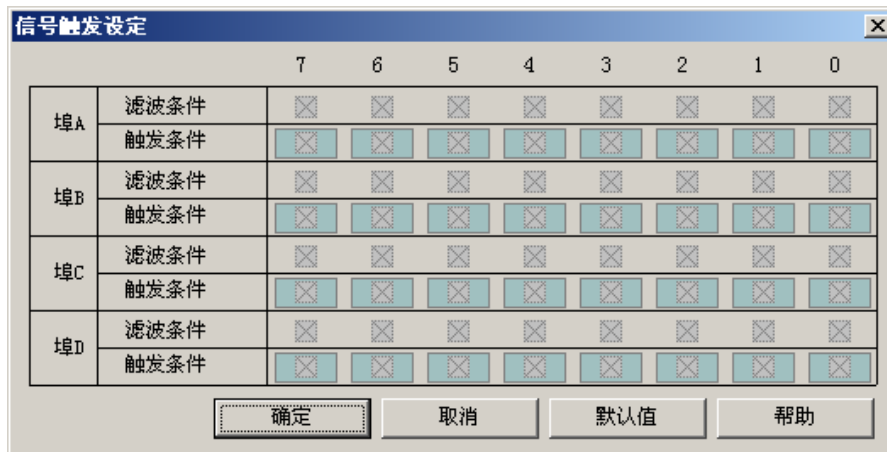 信号触发设定
7 6 5 4 3 2 1 0
埠A 滤波条件
触发条件
埠B 滤波条件
触发条件
埠C 滤波条件
触发条件
埠D 滤波条件
触发条件
确定 取消 默认值 帮助